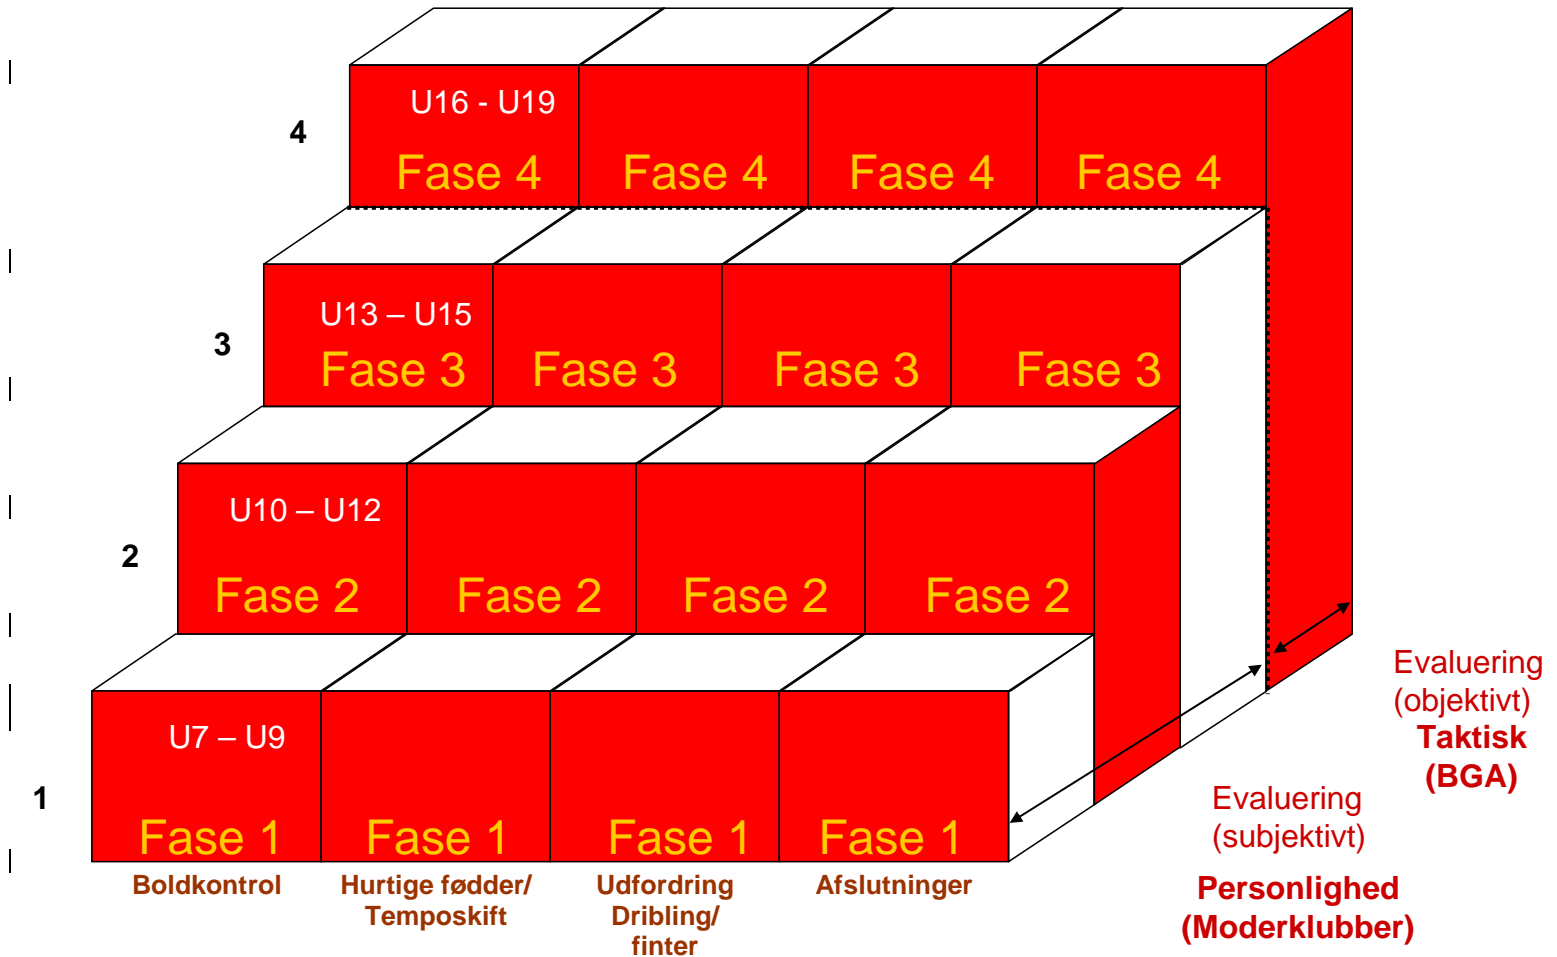 U16 - U19
4
Fase 4 Fase 4 Fase 4 Fase 4
U13 – U15
3
Fase 3 Fase 3 Fase 3 Fase 3
U10 – U12
2
Fase 2 Fase 2 Fase 2 Fase 2
U7 – U9
1
Fase 1 Fase 1 Fase 1 Fase 1
Boldkontrol
Hurtige fødder/
Temposkift
Udfordring
Dribling/
finter
Afslutninger
Evaluering
(subjektivt)
Personlighed
(Moderklubber)
Evaluering
(objektivt)
Taktisk
(BGA)